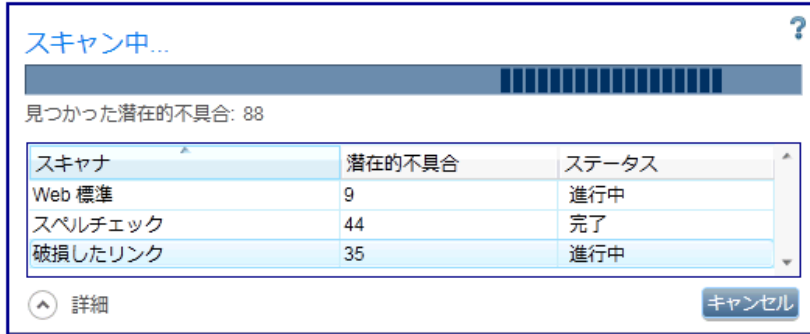 ?
スキャン中...
見つかった潜在的不具合: 88
スキャナ 潜在的不具合 ステータス
Web 標準 9 進行中
スペルチェック 44 完了
破損したリンク 35 進行中
詳細 キャンセル